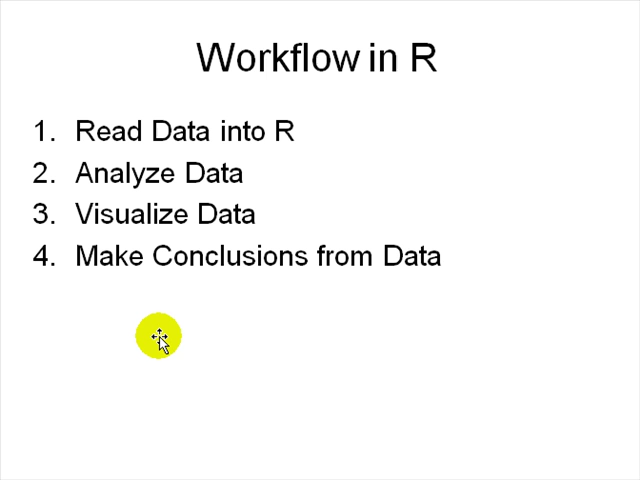 Workflow in R
1. Read Data into R
2. Analyze Data
3. Visualize Data
4. Make Conclusions from Data